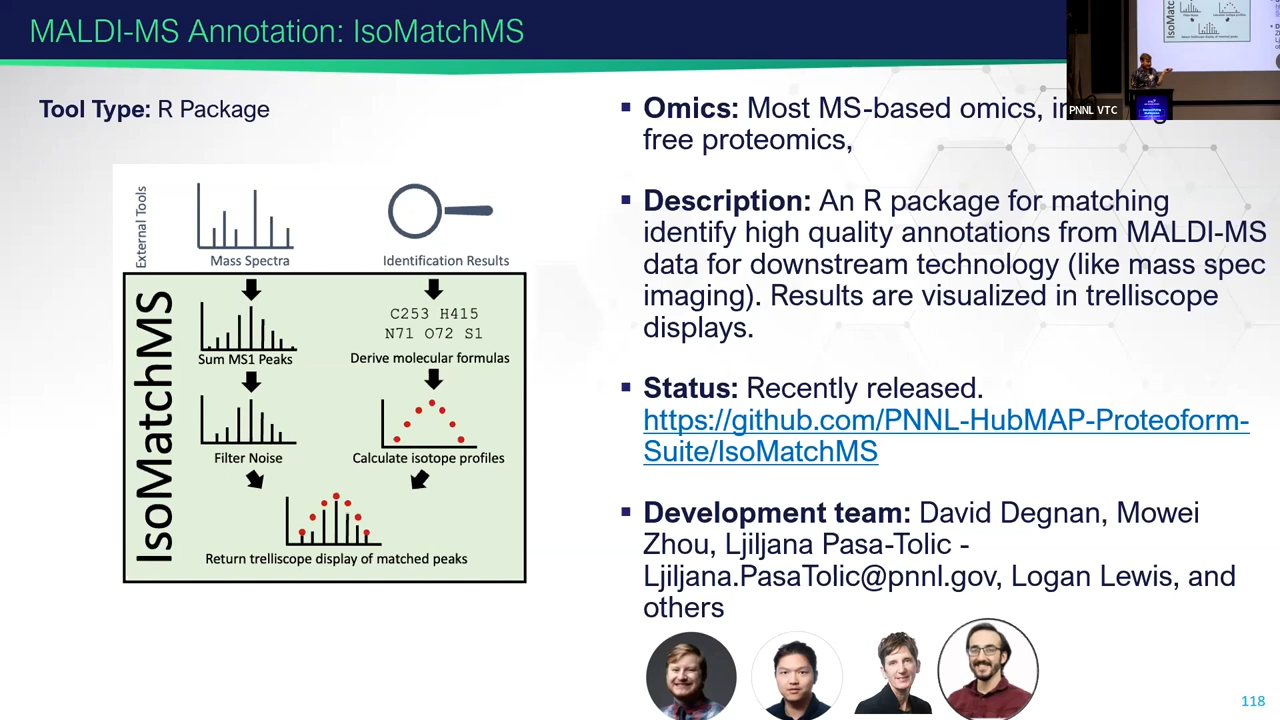 MALDI-MS Annotation: IsoMatchMS
PNNL VTC
Tool Type: R Package
External Tools
Mass Spectra
Identification Results
IsoMatchMS
Sum MS1 Peaks
C253 H415
N71 O72 S1
Derive molecular formulas
Filter Noise
Calculate isotope profiles
Return trelliscope display of matched peaks
▪ Omics: Most MS-based omics,
free proteomics,
▪ Description: An R package for matching
identify high quality annotations from MALDI-MS
data for downstream technology (like mass spec
imaging). Results are visualized in trelliscope
displays.
▪ Status: Recently released.
https://github.com/PNNL-HubMAP-Proteoform-
Suite/IsoMatchMS
▪ Development team: David Degnan, Mowei
Zhou, Ljiljana Pasa-Tolic -
Ljiljana.PasaTolic@pnnl.gov, Logan Lewis, and
others
118